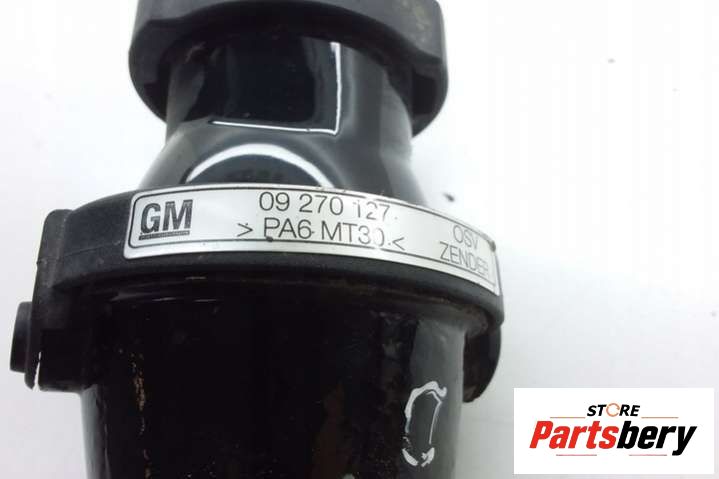 GM
09 270 127
> PA6 MT30 <
OSV
ZENDER
STORE
Partsbery